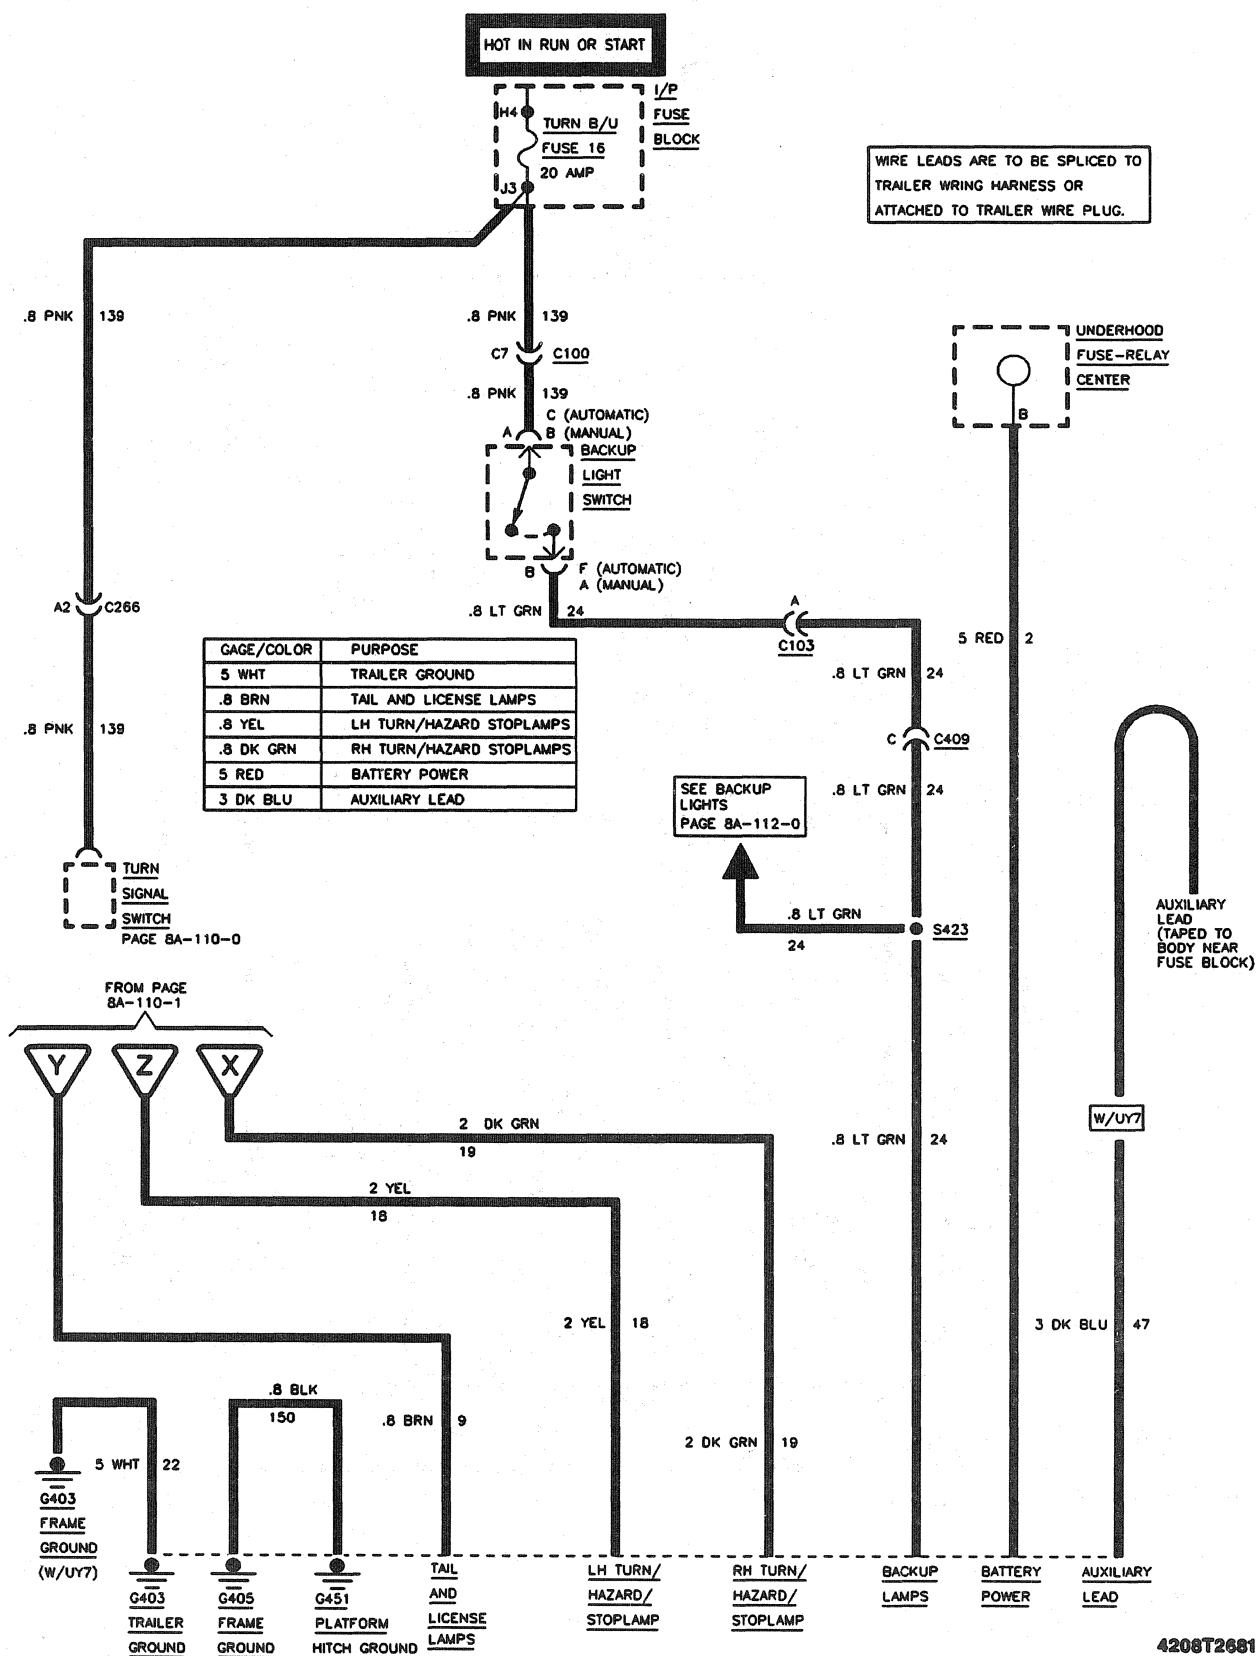 HOT IN RUN OR START
I/P
FUSE
BLOCK
H4
TURN B/U
FUSE 16
20 AMP
J3
WIRE LEADS ARE TO BE SPLICED TO
TRAILER WRING HARNESS OR
ATTACHED TO TRAILER WIRE PLUG.
.8 PNK 139
.8 PNK 139
C7 C100
.8 PNK 139
C (AUTOMATIC)
A B (MANUAL)
BACKUP
LIGHT
SWITCH
UNDERHOOD
FUSE-RELAY
CENTER
B
B F (AUTOMATIC)
A (MANUAL)
.8 LT GRN 24
A
C103
A2 C266
5 RED 2
.8 LT GRN 24
GAGE/COLOR PURPOSE
5 WHT TRAILER GROUND
.8 BRN TAIL AND LICENSE LAMPS
.8 YEL LH TURN/HAZARD STOPLAMPS
.8 DK GRN RH TURN/HAZARD STOPLAMPS
5 RED BATTERY POWER
3 DK BLU AUXILIARY LEAD
.8 PNK 139
C C409
SEE BACKUP
LIGHTS
PAGE 8A-112-0
.8 LT GRN 24
TURN
SIGNAL
SWITCH
PAGE 8A-110-0
.8 LT GRN
24
S423
AUXILIARY
LEAD
(TAPED TO
BODY NEAR
FUSE BLOCK)
FROM PAGE
8A-110-1
Y Z X
2 DK GRN
19
.8 LT GRN 24
W/UY7
2 YEL
18
2 YEL 18
3 DK BLU 47
.8 BLK
150
.8 BRN 9
2 DK GRN 19
5 WHT 22
G403
FRAME
GROUND
(W/UY7)
G403
TRAILER
GROUND
G405
FRAME
GROUND
G451
PLATFORM
HITCH GROUND
TAIL
AND
LICENSE
LAMPS
LH TURN/
HAZARD/
STOPLAMP
RH TURN/
HAZARD/
STOPLAMP
BACKUP
LAMPS
BATTERY
POWER
AUXILIARY
LEAD
4208T2681